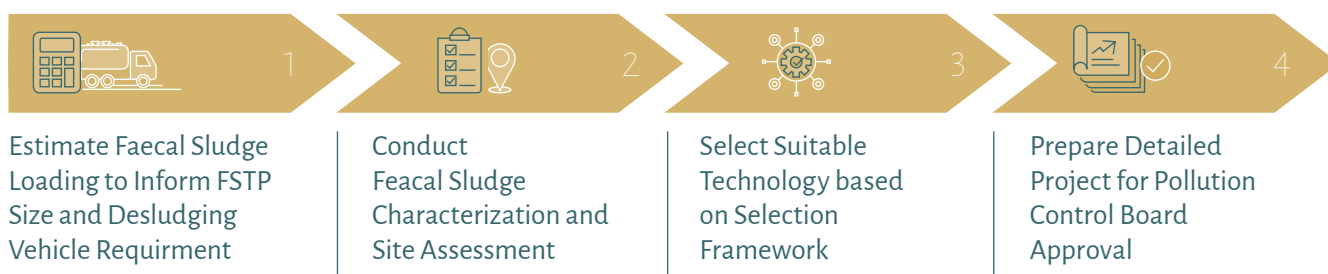 1
2
3
4
Estimate Faecal Sludge
Loading to Inform FSTP
Size and Desludging
Vehicle Requirment
Conduct
Feacal Sludge
Characterization and
Site Assessment
Select Suitable
Technology based
on Selection
Framework
Prepare Detailed
Project for Pollution
Control Board
Approval